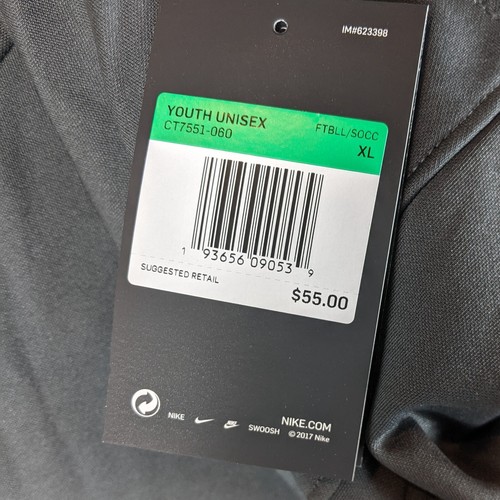 IM#623398
YOUTH UNISEX
CT7551-060
FTBLL/SOCC
XL
1 93656 09053 9
SUGGESTED RETAIL
$55.00
NIKE SWOOSH
NIKE.COM
© 2017 Nike